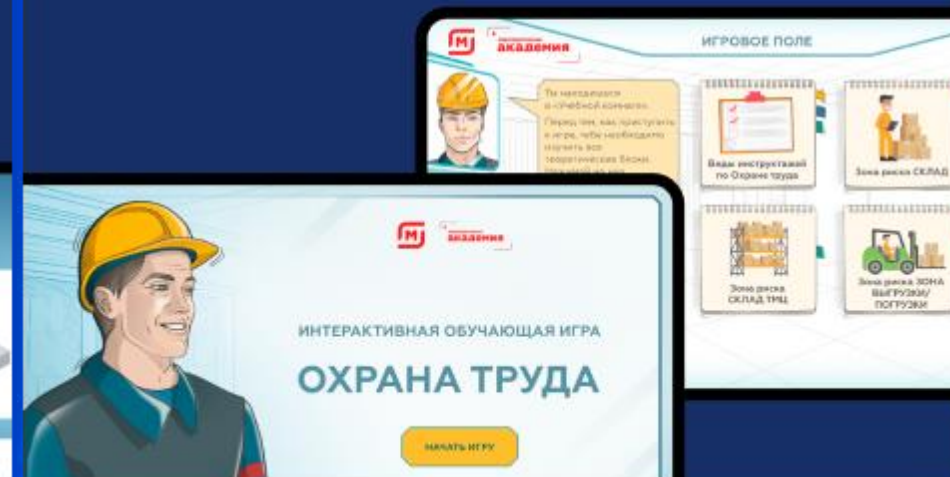 М
академия
ИГРОВОЕ ПОЛЕ
Ты находишься
в «Учебной комнате».
Перед тем, как приступить
к игре, тебе необходимо
изучить все
теоретические блоки.
Виды инструктажей
по Охране труда
Зона риска СКЛАД
Зона риска
СКЛАД ТМЦ
Зона риска ЗОНА
ВЫГРУЗКИ/
ПОГРУЗКИ
М
академия
ИНТЕРАКТИВНАЯ ОБУЧАЮЩАЯ ИГРА
ОХРАНА ТРУДА
НАЧАТЬ ИГРУ